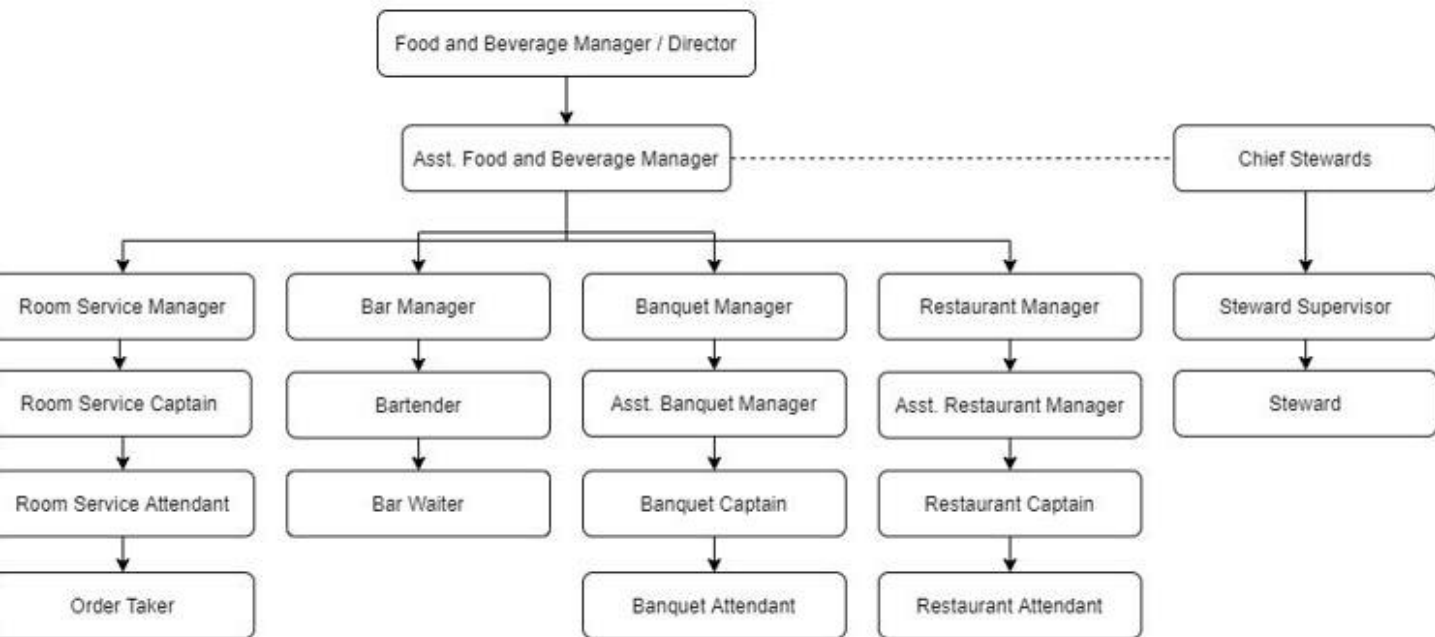 Food and Beverage Manager / Director
Asst. Food and Beverage Manager
Chief Stewards
Room Service Manager
Bar Manager
Banquet Manager
Restaurant Manager
Steward Supervisor
Room Service Captain
Bartender
Asst. Banquet Manager
Asst. Restaurant Manager
Steward
Room Service Attendant
Bar Waiter
Banquet Captain
Restaurant Captain
Order Taker
Banquet Attendant
Restaurant Attendant